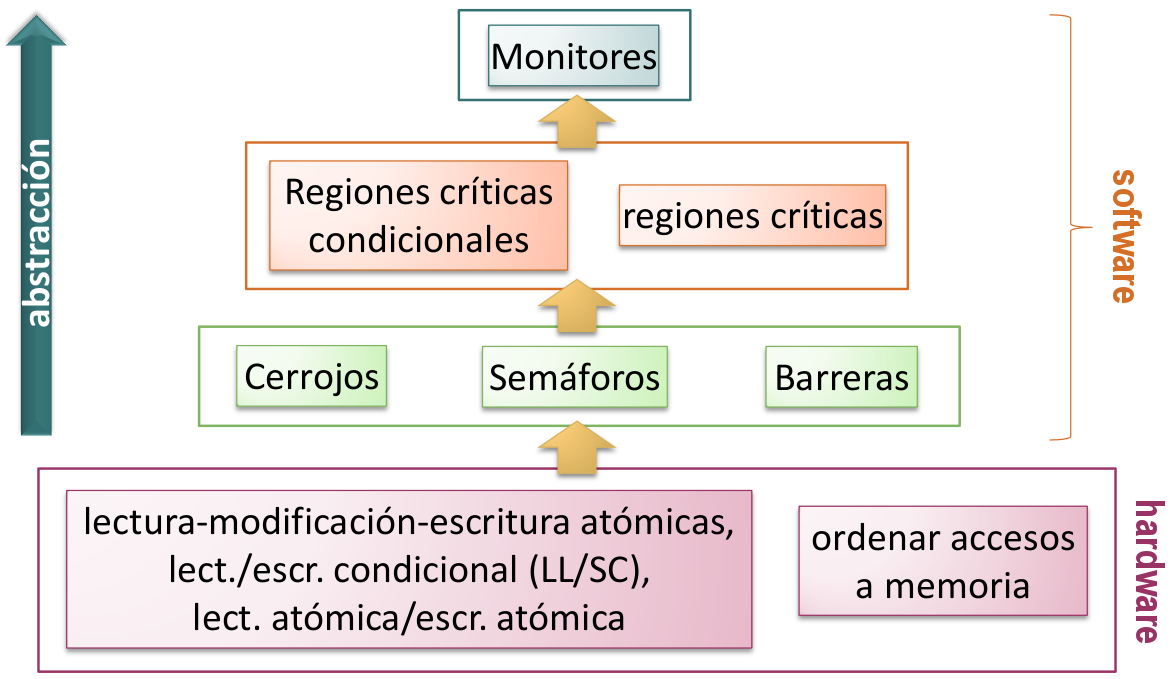 abstracción
Monitores
Regiones críticas
condicionales
regiones críticas
Cerrojos
Semáforos
Barreras
software
lectura-modificación-escritura atómicas,
lect./escr. condicional (LL/SC),
lect. atómica/escr. atómica
ordenar accesos
a memoria
hardware